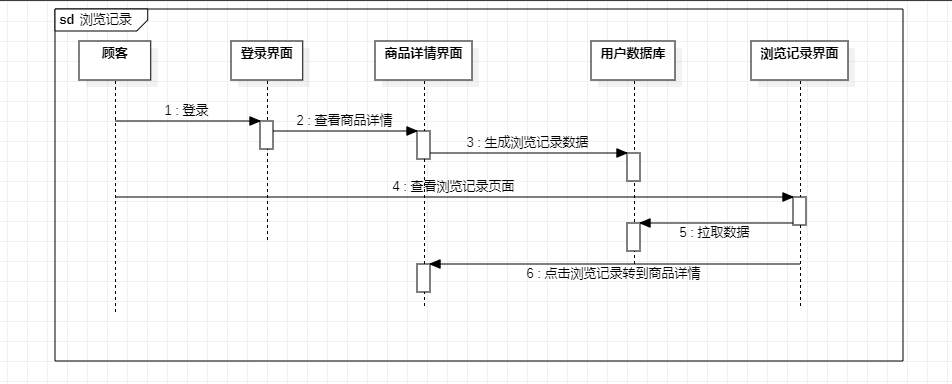 sd 浏览记录
顾客
登录界面
商品详情界面
用户数据库
浏览记录界面
1 : 登录
2 : 查看商品详情
3 : 生成浏览记录数据
4 : 查看浏览记录页面
5 : 拉取数据
6 : 点击浏览记录转到商品详情